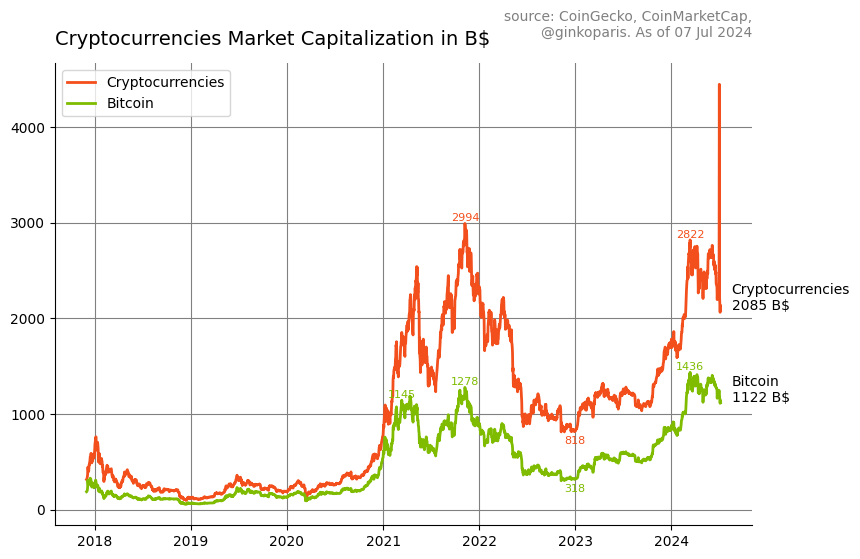 source: CoinGecko, CoinMarketCap,
@ginkoparis. As of 07 Jul 2024
Cryptocurrencies Market Capitalization in B$
Cryptocurrencies
Bitcoin
4000
3000
2000
1000
0
2994
2822
1145
1278
1436
818
318
Cryptocurrencies
2085 B$
Bitcoin
1122 B$
2018 2019 2020 2021 2022 2023 2024